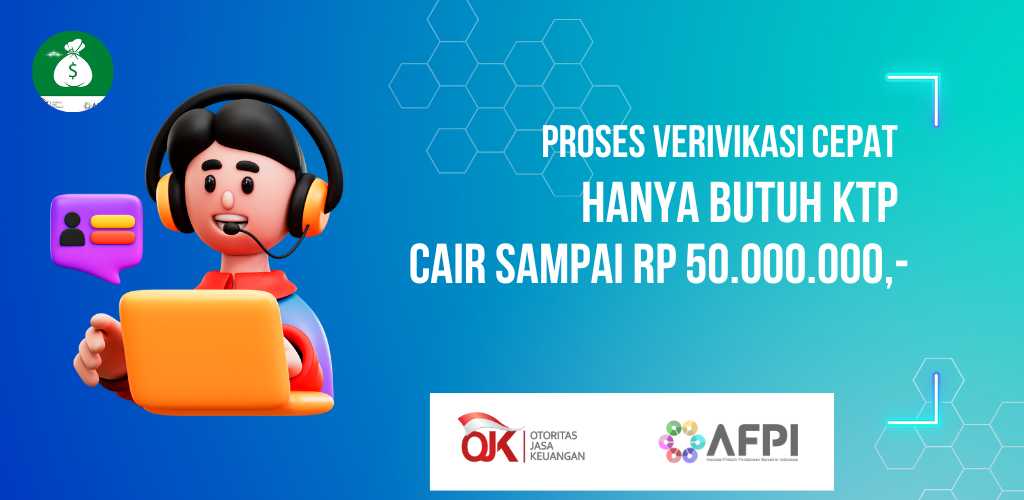 $
PROSES VERIVIKASI CEPAT
HANYA BUTUH KTP
CAIR SAMPAI RP 50.000.000,-
OJK OTORITAS
JASA
KEUANGAN
AFPI